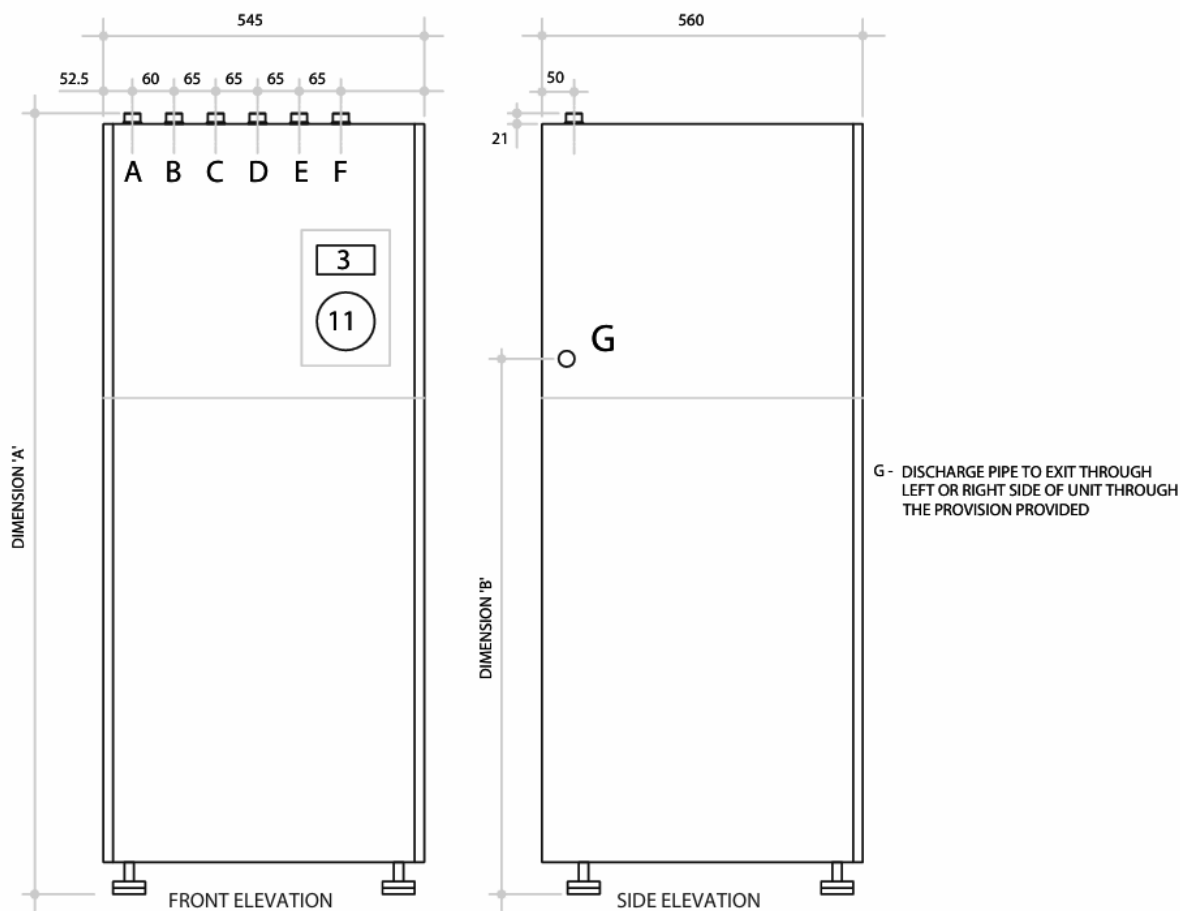 545
560
52.5 60 65 65 65 65
50
21
A B C D E F
3
11
G
DIMENSION 'A'
DIMENSION 'B'
G - DISCHARGE PIPE TO EXIT THROUGH
LEFT OR RIGHT SIDE OF UNIT THROUGH
THE PROVISION PROVIDED
FRONT ELEVATION
SIDE ELEVATION